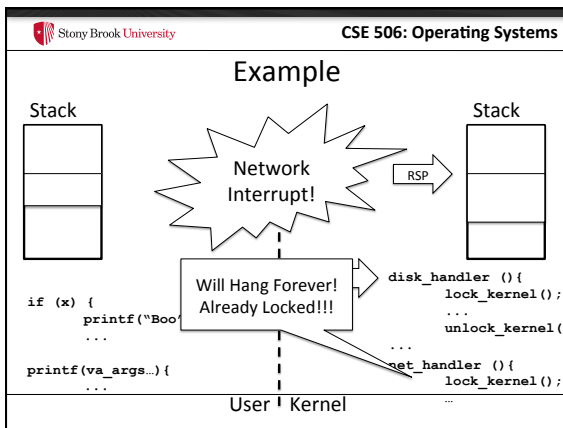 Stony Brook University
CSE 506: Operating Systems
Example
Stack
Stack
Network
Interrupt!
RSP
Will Hang Forever!
Already Locked!!!
if (x) {
printf(“Boo”
...
printf(va_args…){
...
disk_handler (){
lock_kernel();
...
unlock_kernel(
...
net_handler (){
lock_kernel();
…
User
Kernel